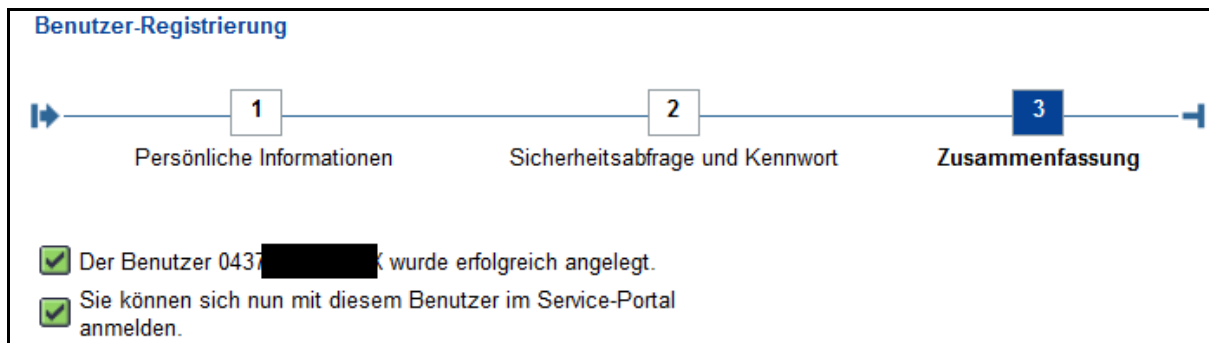 Benutzer-Registrierung
1
2
3
Persönliche Informationen
Sicherheitsabfrage und Kennwort
Zusammenfassung
Der Benutzer 0437 wurde erfolgreich angelegt.
Sie können sich nun mit diesem Benutzer im Service-Portal
anmelden.